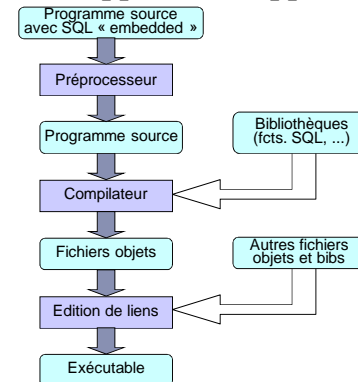 Programme source
avec SQL « embedded »
Préprocesseur
Programme source
Bibliothèques
(fcts. SQL, ...)
Compilateur
Fichiers objets
Autres fichiers
objets et bibs
Edition de liens
Exécutable